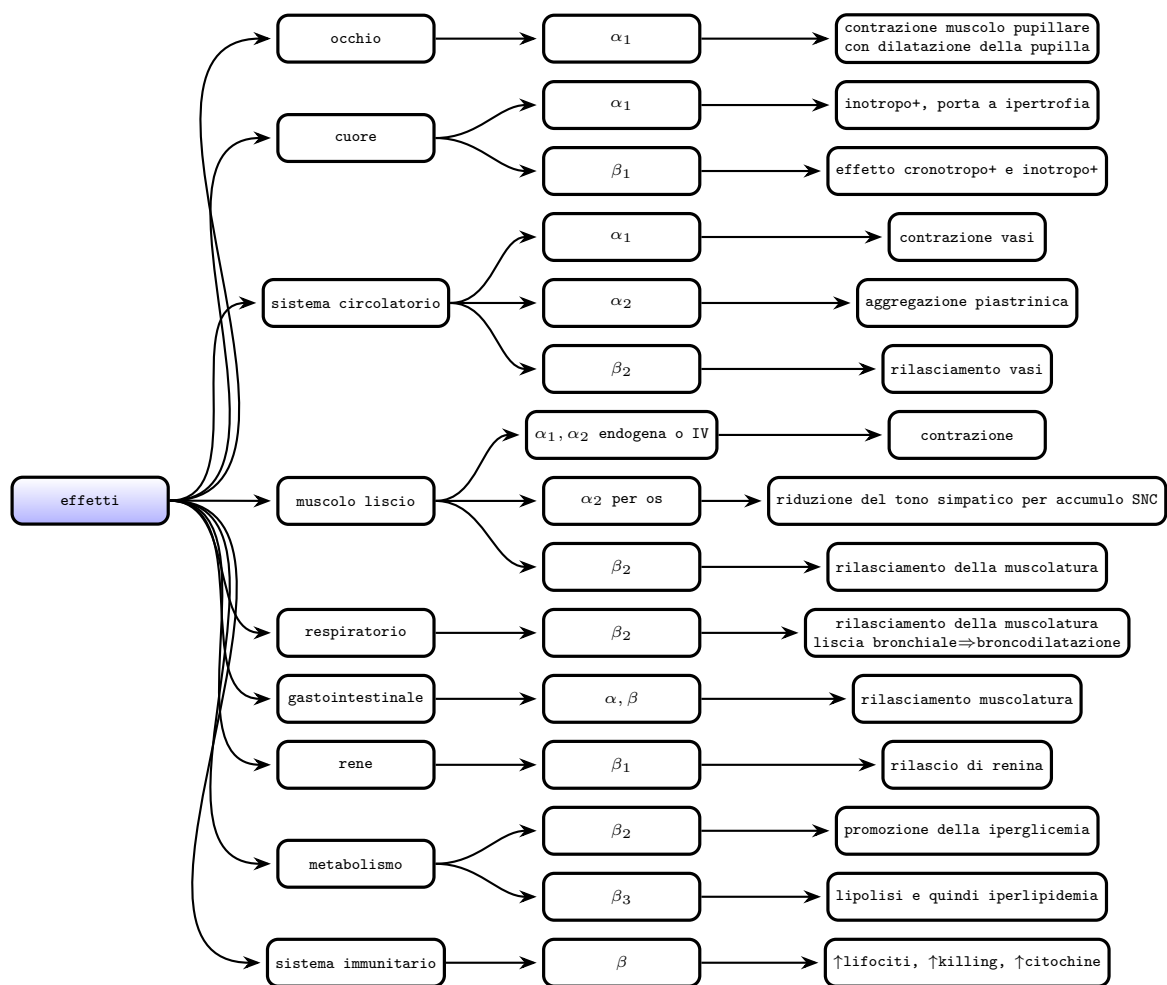 occhio
α₁
contrazione muscolo pupillare
con dilatazione della pupilla
cuore
α₁
inotropo+, porta a ipertrofia
β₁
effetto cronotropo+ e inotropo+
sistema circolatorio
α₁
contrazione vasi
α₂
aggregazione piastrinica
β₂
rilasciamento vasi
effetti
muscolo liscio
α₁, α₂ endogena o IV
contrazione
α₂ per os
riduzione del tono simpatico per accumulo SNC
β₂
rilasciamento della muscolatura
respiratorio
β₂
rilasciamento della muscolatura
liscia bronchiale⇒broncodilatazione
gastointestinale
α, β
rilasciamento muscolatura
rene
β₁
rilascio di renina
metabolismo
β₂
promozione della iperglicemia
β₃
lipolisi e quindi iperlipidemia
sistema immunitario
β
↑lifociti, ↑killing, ↑citochine